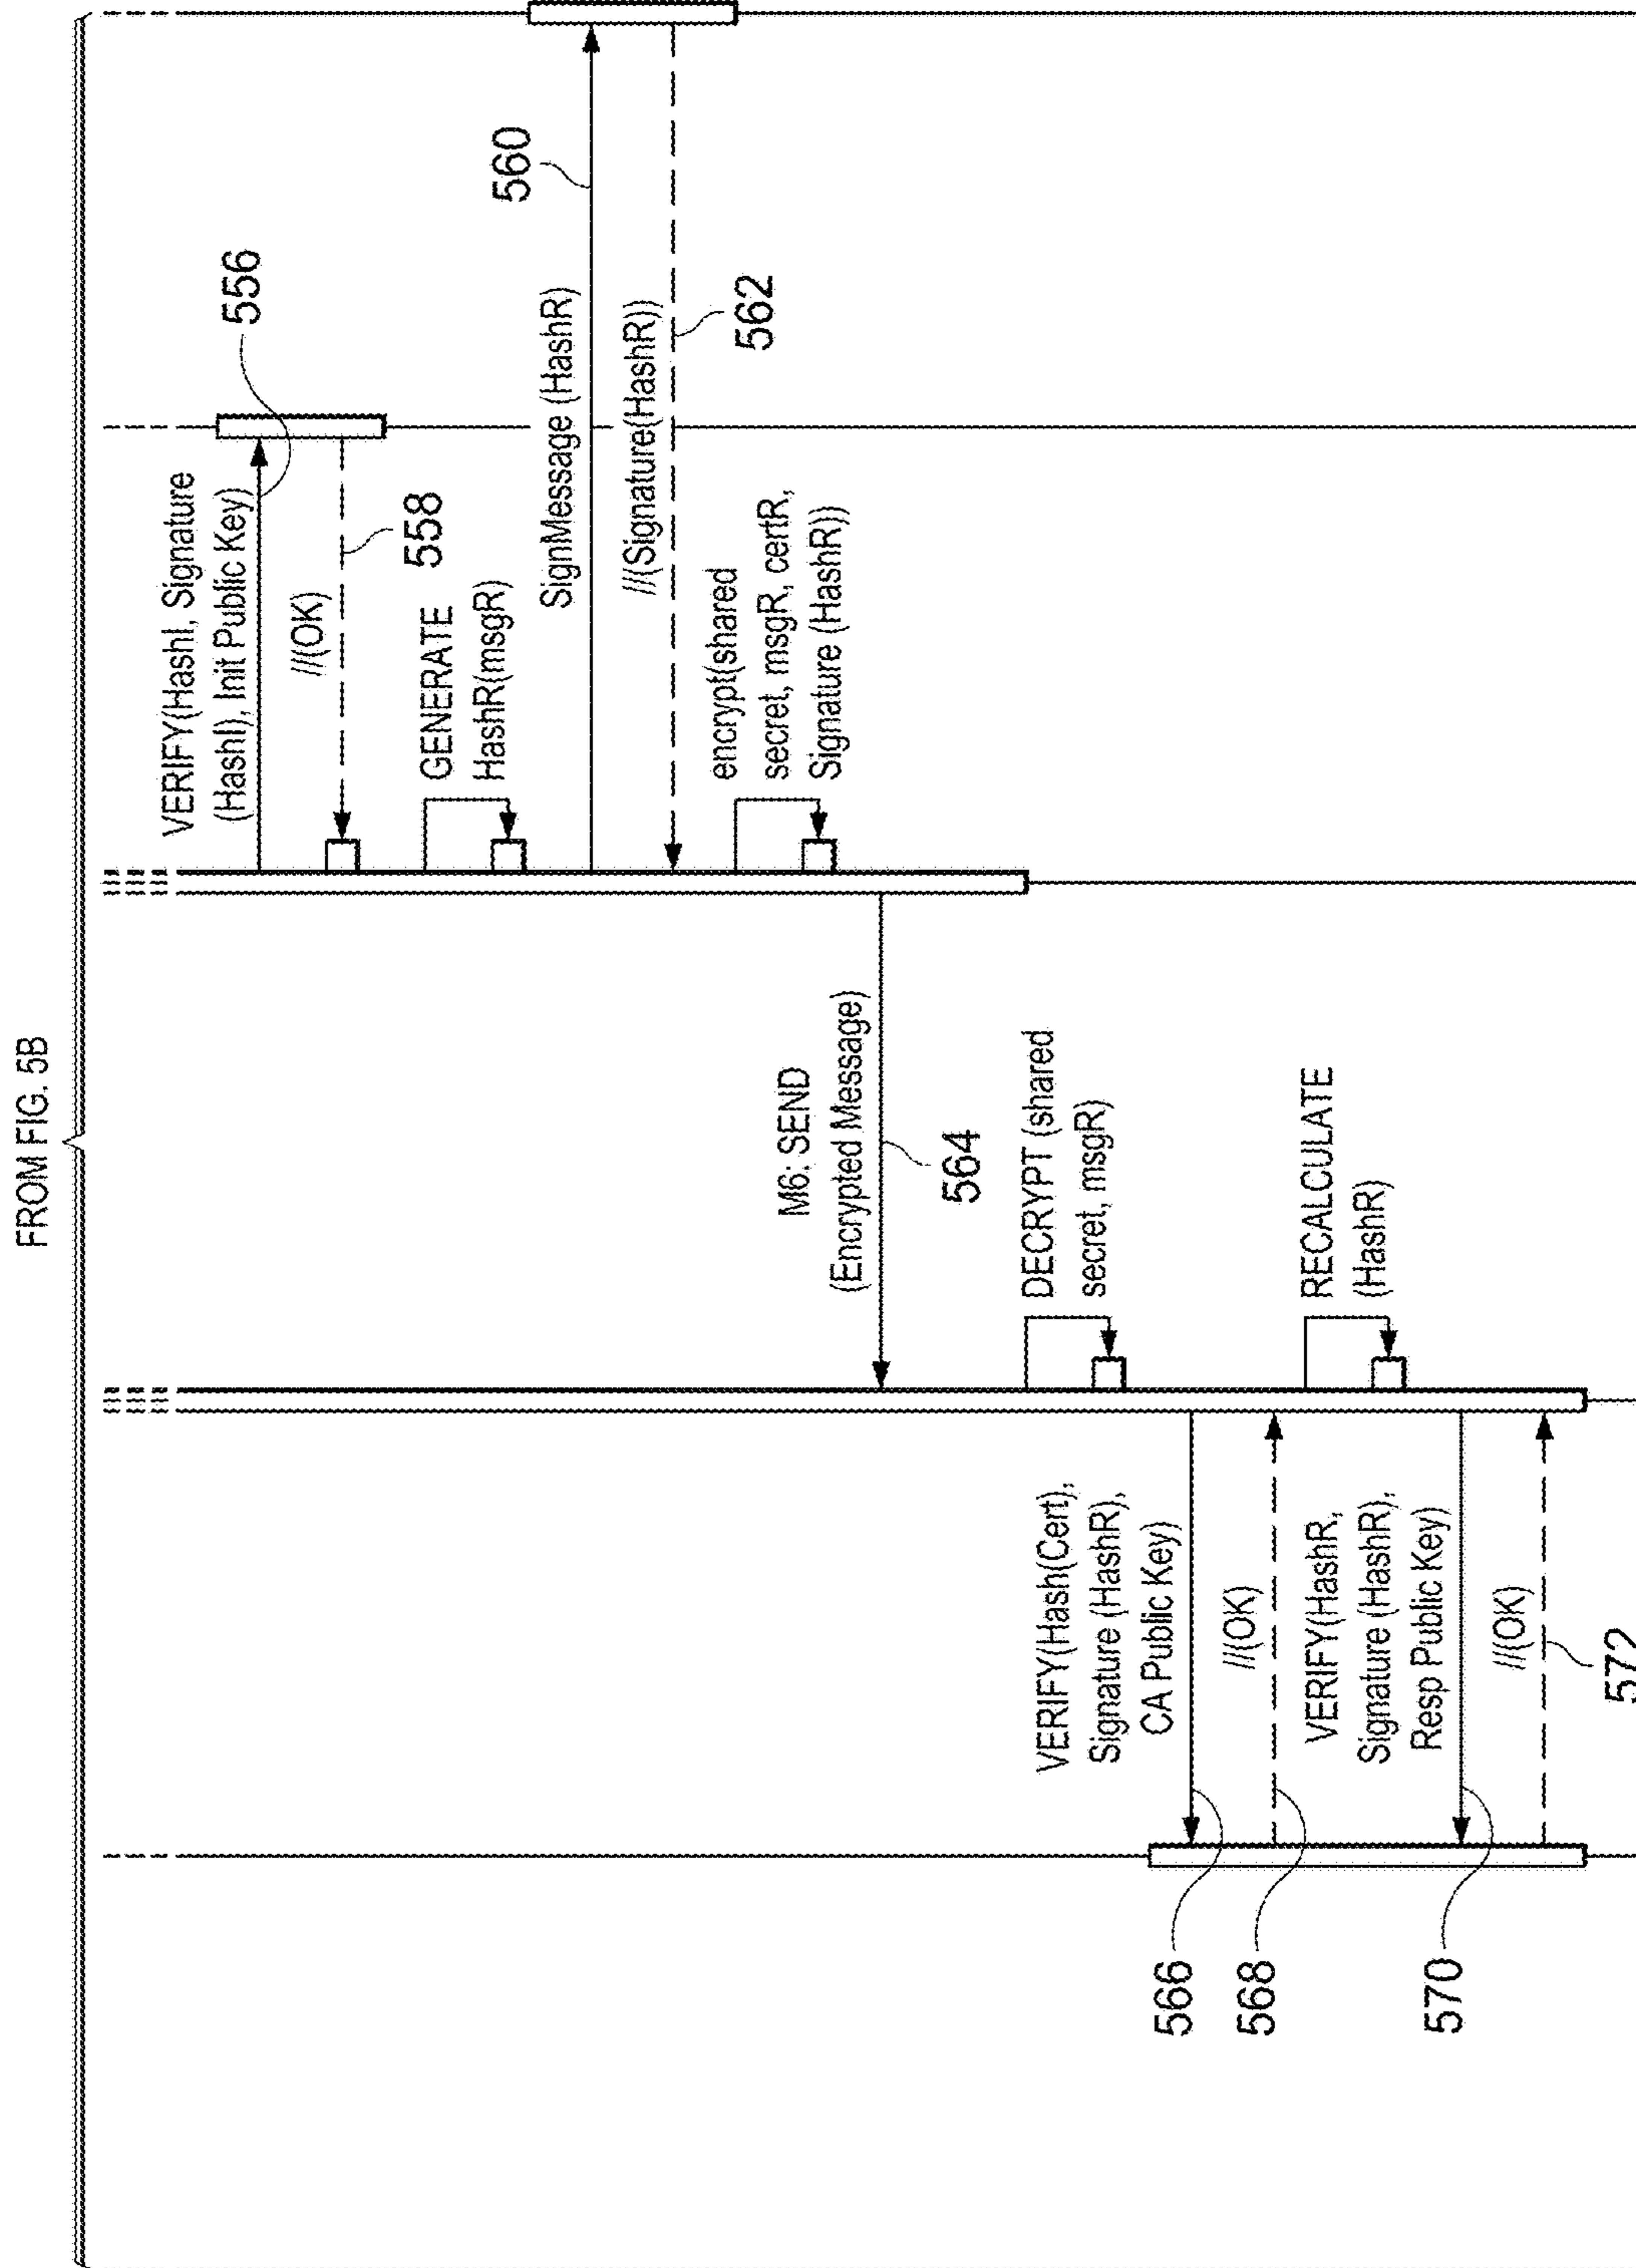 FROM FIG. 5B
VERIFY(HashI, Signature
(HashI), Init Public Key)
556
//(OK)
558
GENERATE
HashR(msgR)
SignMessage (HashR)
560
//(Signature(HashR))
562
encrypt(shared
secret, msgR, certR,
Signature (HashR))
M6: SEND
(Encrypted Message)
564
DECRYPT (shared
secret, msgR)
VERIFY(Hash(Cert),
Signature (HashR),
CA Public Key)
566
//(OK)
568
RECALCULATE
(HashR)
VERIFY(HashR,
Signature (HashR),
Resp Public Key)
570
//(OK)
572